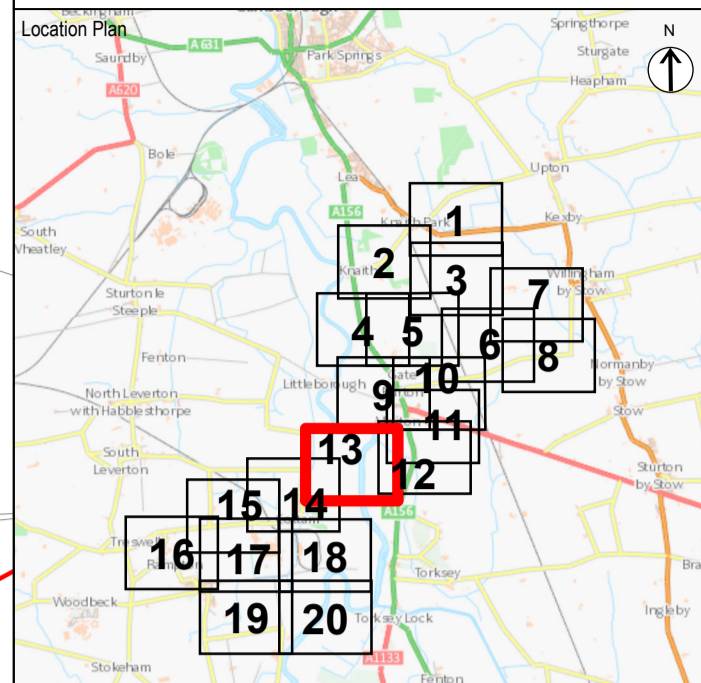 Beckingham
Springthorpe
Location Plan
A 631
N
Saundby
Park Springs
Sturgate
Heapham
A620
Bole
Upton
Lea
A156
Knaith Park
1
Kexby
South
Wheatley
2
Knaith
3
Willingham
by Stow
7
Sturton le
Steeple
4
5
6
8
Fenton
Normanby
by Stow
Littleborough
Gate
10
9
North Leverton
with Habblesthorpe
Stow
11
13
South
Leverton
12
Sturton
by Stow
15
14
A156
Treswell
16
17
18
Torksey
Woodbeck
19
20
Torksey Lock
Ingleby
A1133
Stokeham
Fenton